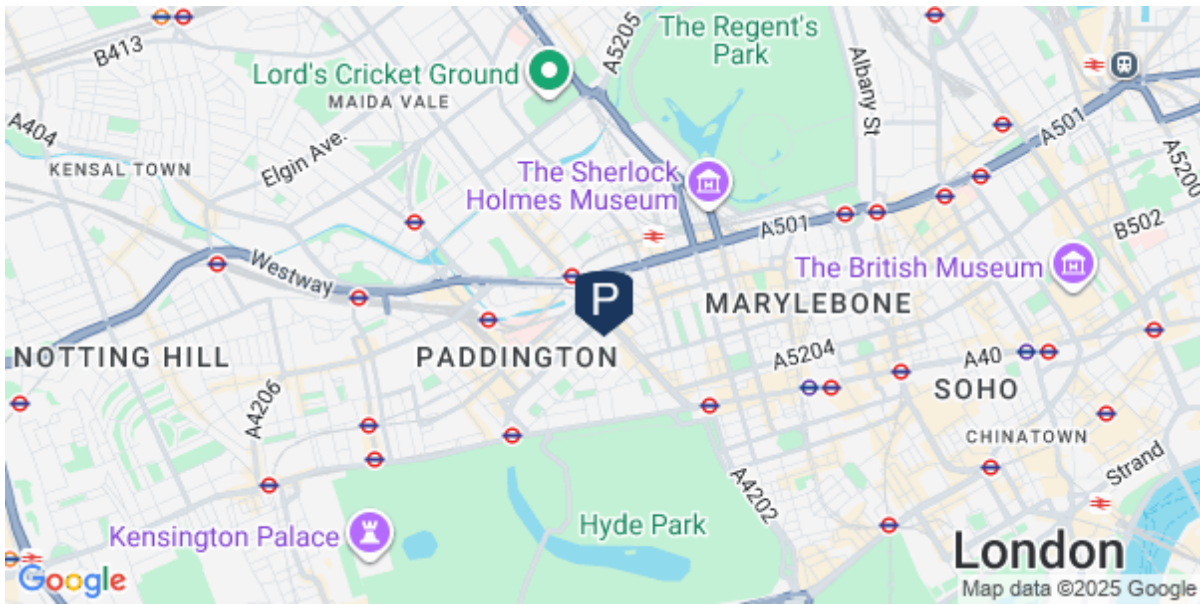 B413
A5205
The Regent's
Park
Lord's Cricket Ground
MAIDA VALE
Albany St
A404
Elgin Ave.
A501
A5200
KENSAL TOWN
The Sherlock
Holmes Museum
A501
B502
Westway
P
The British Museum
MARYLEBONE
NOTTING HILL
PADDINGTON
A5204
A40
SOHO
A4206
CHINATOWN
Strand
A4202
Kensington Palace
Hyde Park
London
Google
Map data ©2025 Google